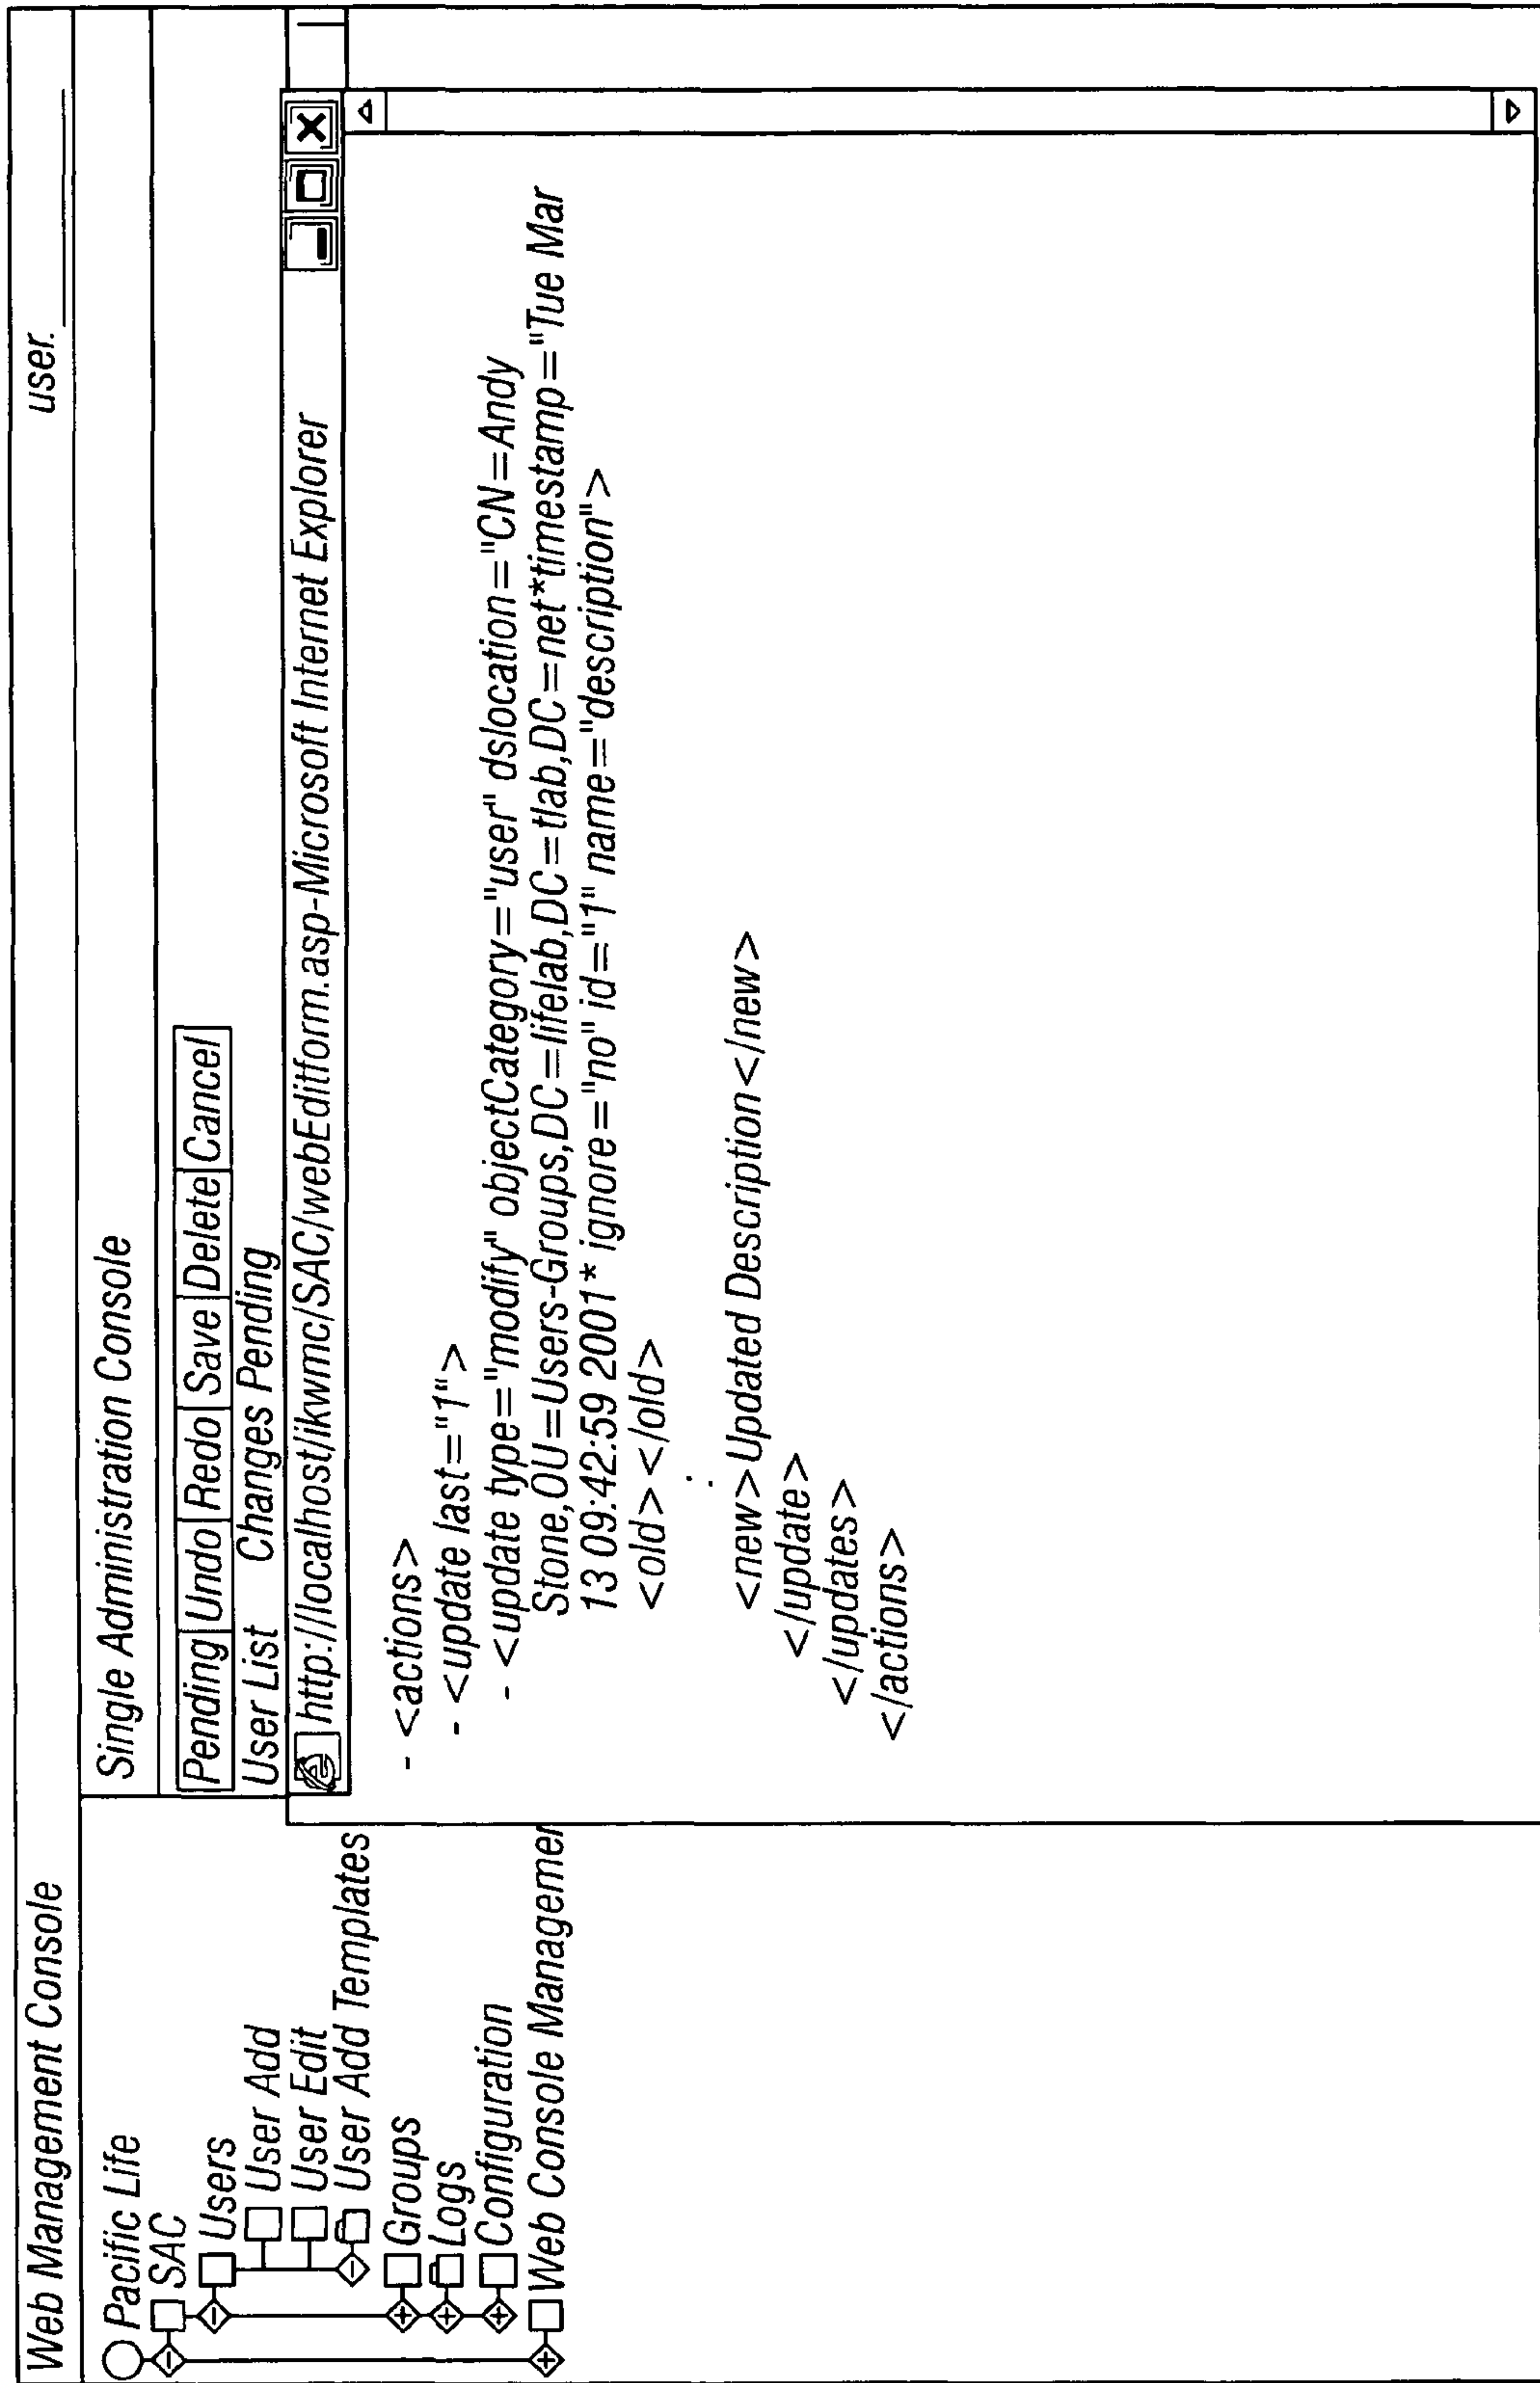 Web Management Console user.
Pacific Life
SAC
Users
User Add
User Edit
User Add Templates
Groups
Logs
Configuration
Web Console Managemer
Single Administration Console
Pending Undo Redo Save Delete Cancel
User List Changes Pending
http://localhost/ikwmc/SAC/webEditform.asp-Microsoft Internet Explorer
- <actions>
- <update last="1">
- <update type="modify" objectCategory="user" dslocation="CN=Andy
Stone,OU=Users-Groups,DC=lifelab,DC=tlab,DC=net*timestamp="Tue Mar
13 09:42:59 2001* ignore="no" id="1" name="description">
<old> </old>
<new>Updated Description</new>
</update>
</updates>
</actions>